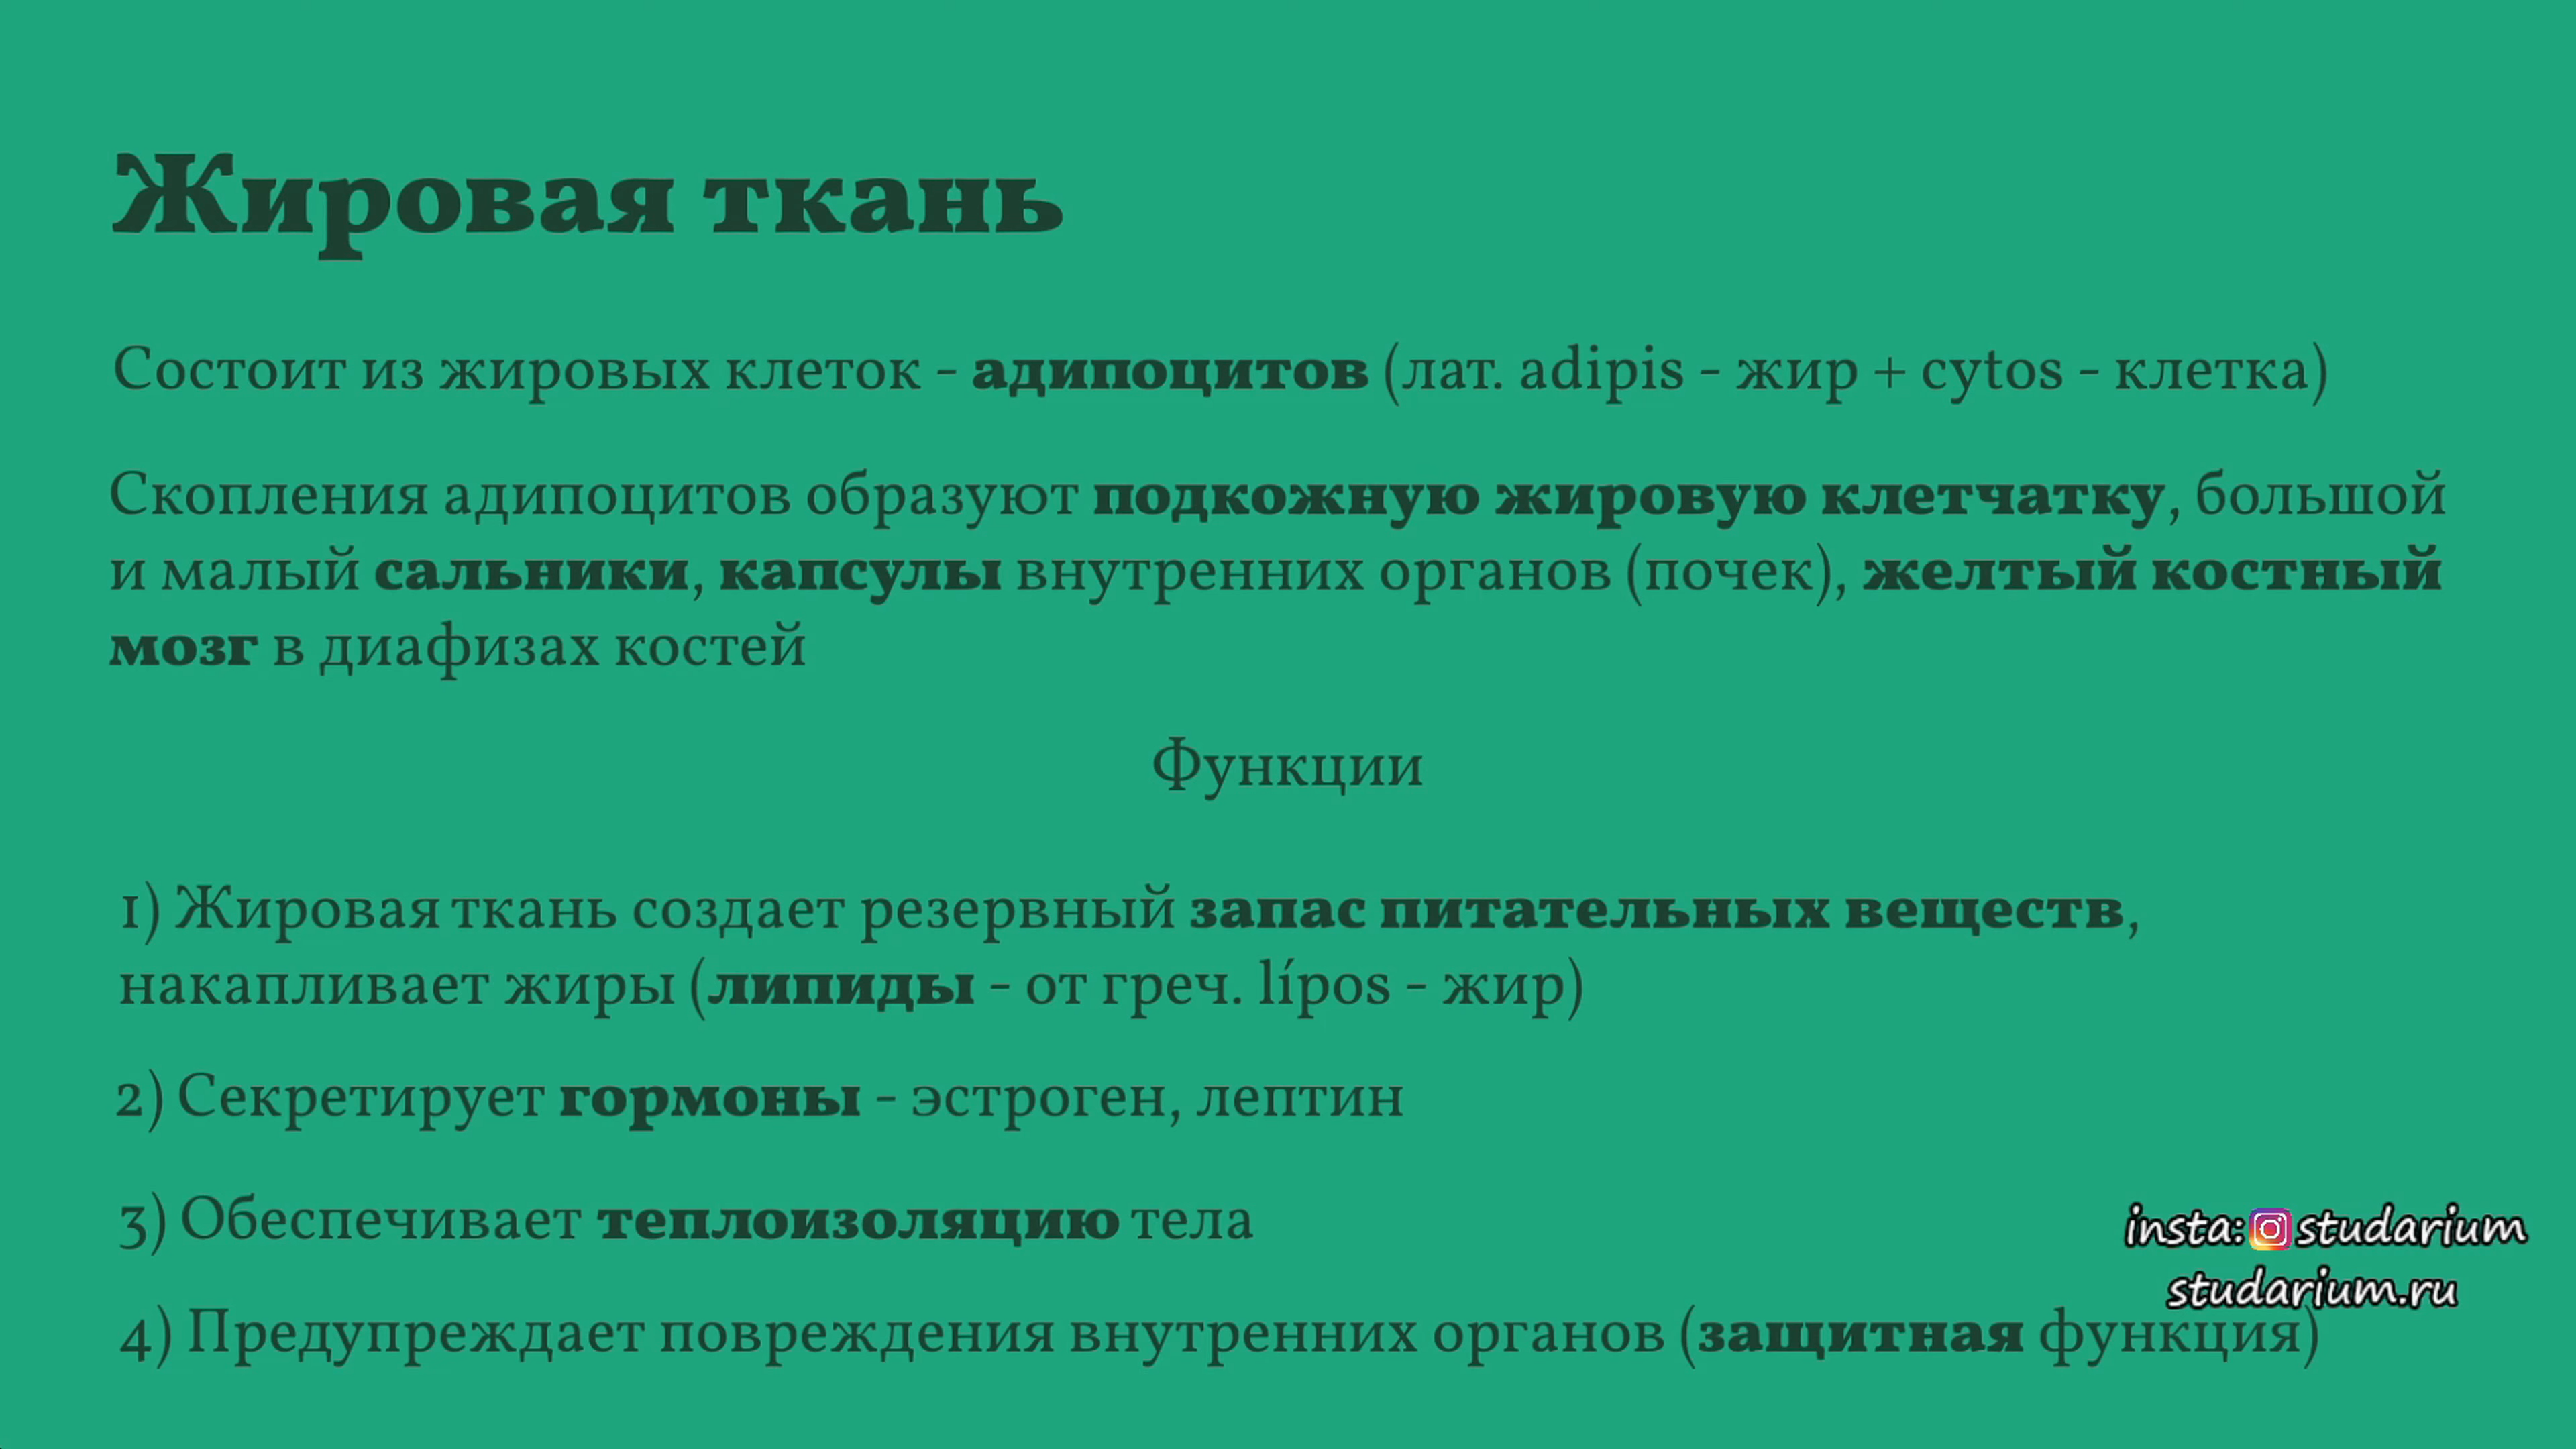 Жировая ткань
Состоит из жировых клеток - адипоцитов (лат. adipis - жир + cytos - клетка)
Скопления адипоцитов образуют подкожную жировую клетчатку, большой
и малый сальники, капсулы внутренних органов (почек), желтый костный
мозг в диафизах костей
Функции
1) Жировая ткань создает резервный запас питательных веществ,
накапливает жиры (липиды - от греч. lípos - жир)
2) Секретирует гормоны - эстроген, лептин
3) Обеспечивает теплоизоляцию тела
insta: studarium
studarium.ru
4) Предупреждает повреждения внутренних органов (защитная функция)